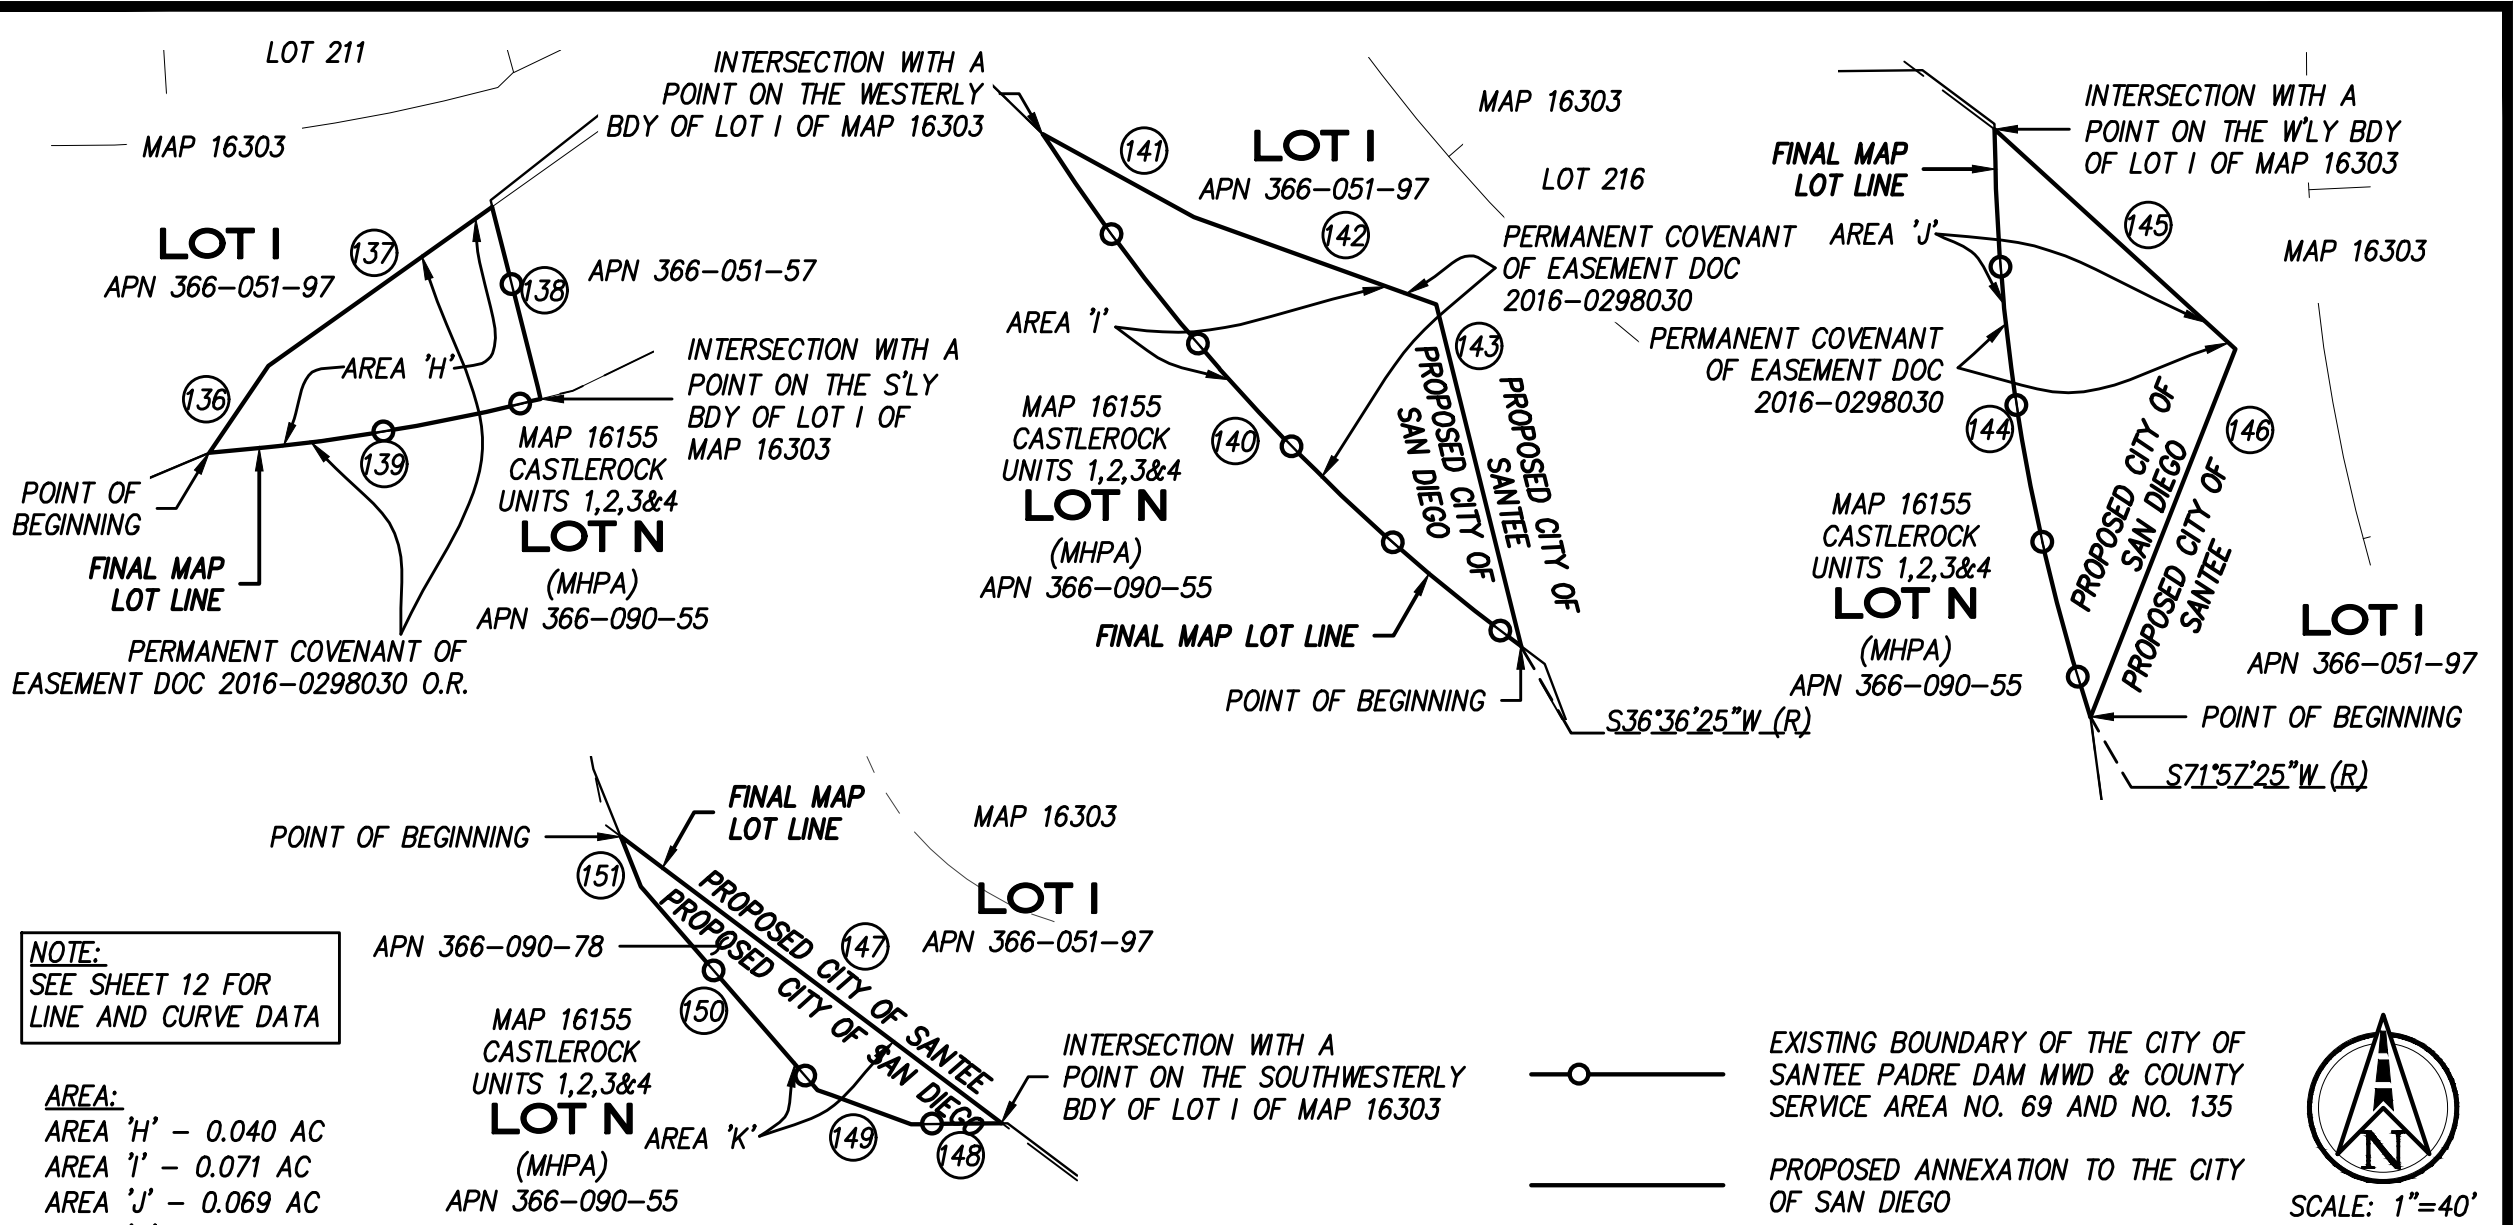 LOT 211
MAP 16303
LOT I
APN 366-051-97
137
136
138
139
APN 366-051-57
AREA 'H'
INTERSECTION WITH A
POINT ON THE S'LY
BDY OF LOT I OF
MAP 16303
MAP 16155
CASTLEROCK
UNITS 1,2,3&4
LOT N
(MHPA)
APN 366-090-55
POINT OF
BEGINNING
FINAL MAP
LOT LINE
PERMANENT COVENANT OF
EASEMENT DOC 2016-0298030 O.R.
INTERSECTION WITH A
POINT ON THE WESTERLY
BDY OF LOT I OF MAP 16303
141
LOT I
APN 366-051-97
142
MAP 16303
LOT 216
PERMANENT COVENANT
OF EASEMENT DOC
2016-0298030
143
AREA 'I'
140
MAP 16155
CASTLEROCK
UNITS 1,2,3&4
LOT N
(MHPA)
APN 366-090-55
PROPOSED CITY OF
SAN DIEGO
PROPOSED CITY OF
SANTEE
FINAL MAP LOT LINE
POINT OF BEGINNING
S36°36'25"W (R)
INTERSECTION WITH A
POINT ON THE W'LY BDY
OF LOT I OF MAP 16303
FINAL MAP
LOT LINE
AREA 'J'
145
MAP 16303
PERMANENT COVENANT
OF EASEMENT DOC
2016-0298030
144
146
MAP 16155
CASTLEROCK
UNITS 1,2,3&4
LOT N
(MHPA)
APN 366-090-55
PROPOSED CITY OF
SAN DIEGO
PROPOSED CITY OF
SANTEE
LOT I
APN 366-051-97
POINT OF BEGINNING
S71°57'25"W (R)
FINAL MAP
LOT LINE
MAP 16303
POINT OF BEGINNING
151
LOT I
APN 366-051-97
147
APN 366-090-78
PROPOSED CITY OF SANTEE
PROPOSED CITY OF SAN DIEGO
150
MAP 16155
CASTLEROCK
UNITS 1,2,3&4
LOT N
(MHPA)
APN 366-090-55
AREA 'K'
149
148
INTERSECTION WITH A
POINT ON THE SOUTHWESTERLY
BDY OF LOT I OF MAP 16303
NOTE:
SEE SHEET 12 FOR
LINE AND CURVE DATA
AREA:
AREA 'H' - 0.040 AC
AREA 'I' - 0.071 AC
AREA 'J' - 0.069 AC
EXISTING BOUNDARY OF THE CITY OF
SANTEE PADRE DAM MWD & COUNTY
SERVICE AREA NO. 69 AND NO. 135
PROPOSED ANNEXATION TO THE CITY
OF SAN DIEGO
N
SCALE: 1"=40'